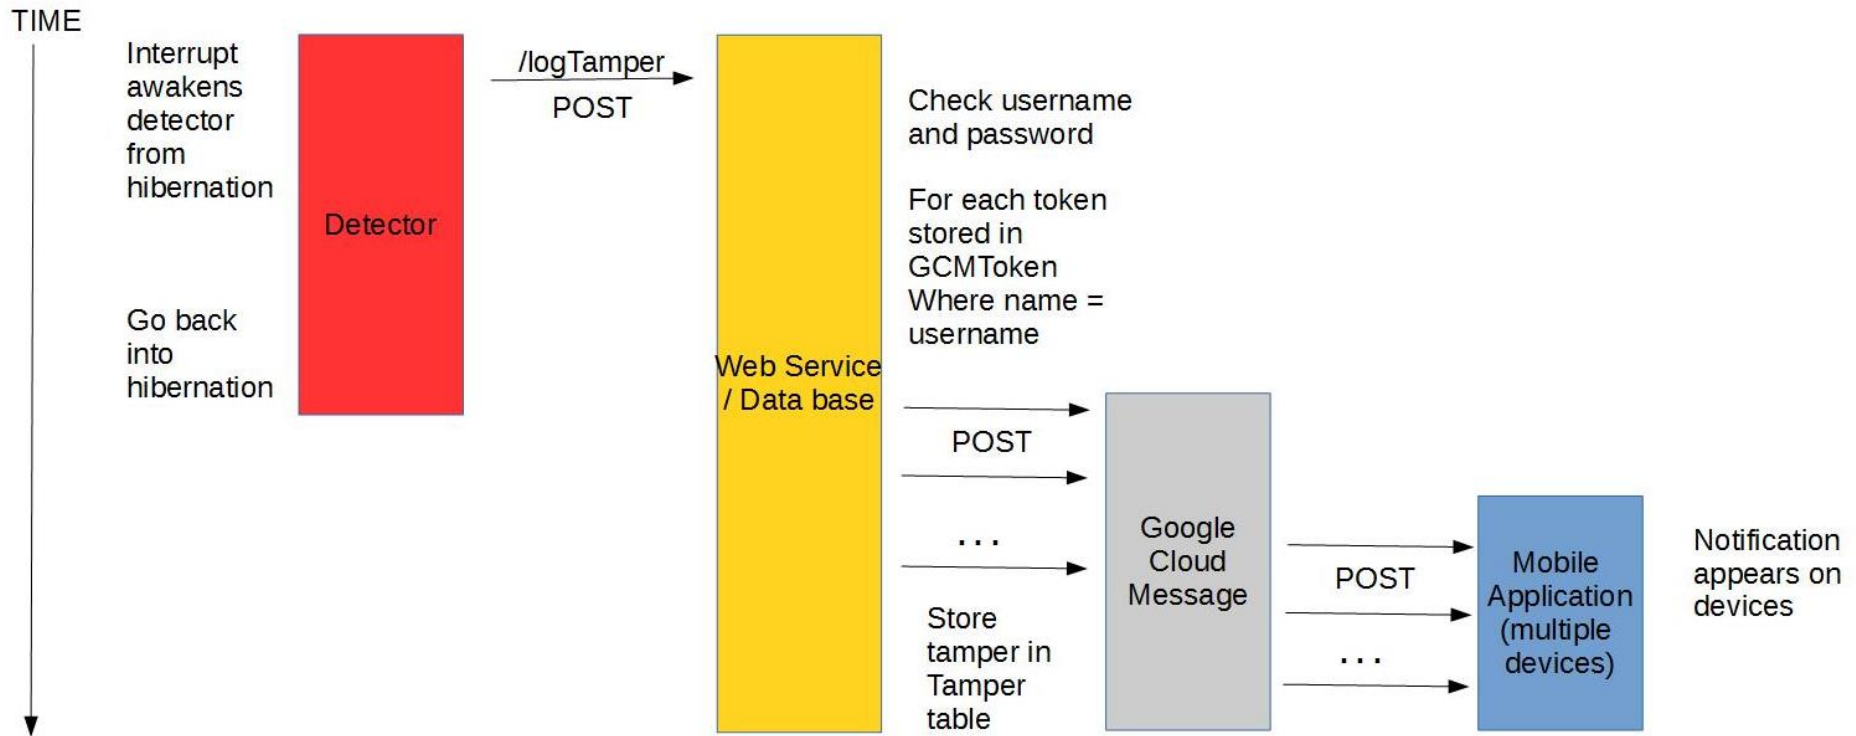 TIME
Interrupt
awakens
detector
from
hibernation
Go back
into
hibernation
Detector
/logTamper
POST
Web Service
/ Data base
Check username
and password
For each token
stored in
GCMToken
Where name =
username
POST
...
Store
tamper in
Tamper
table
Google
Cloud
Message
POST
...
Mobile
Application
(multiple
devices)
Notification
appears on
devices